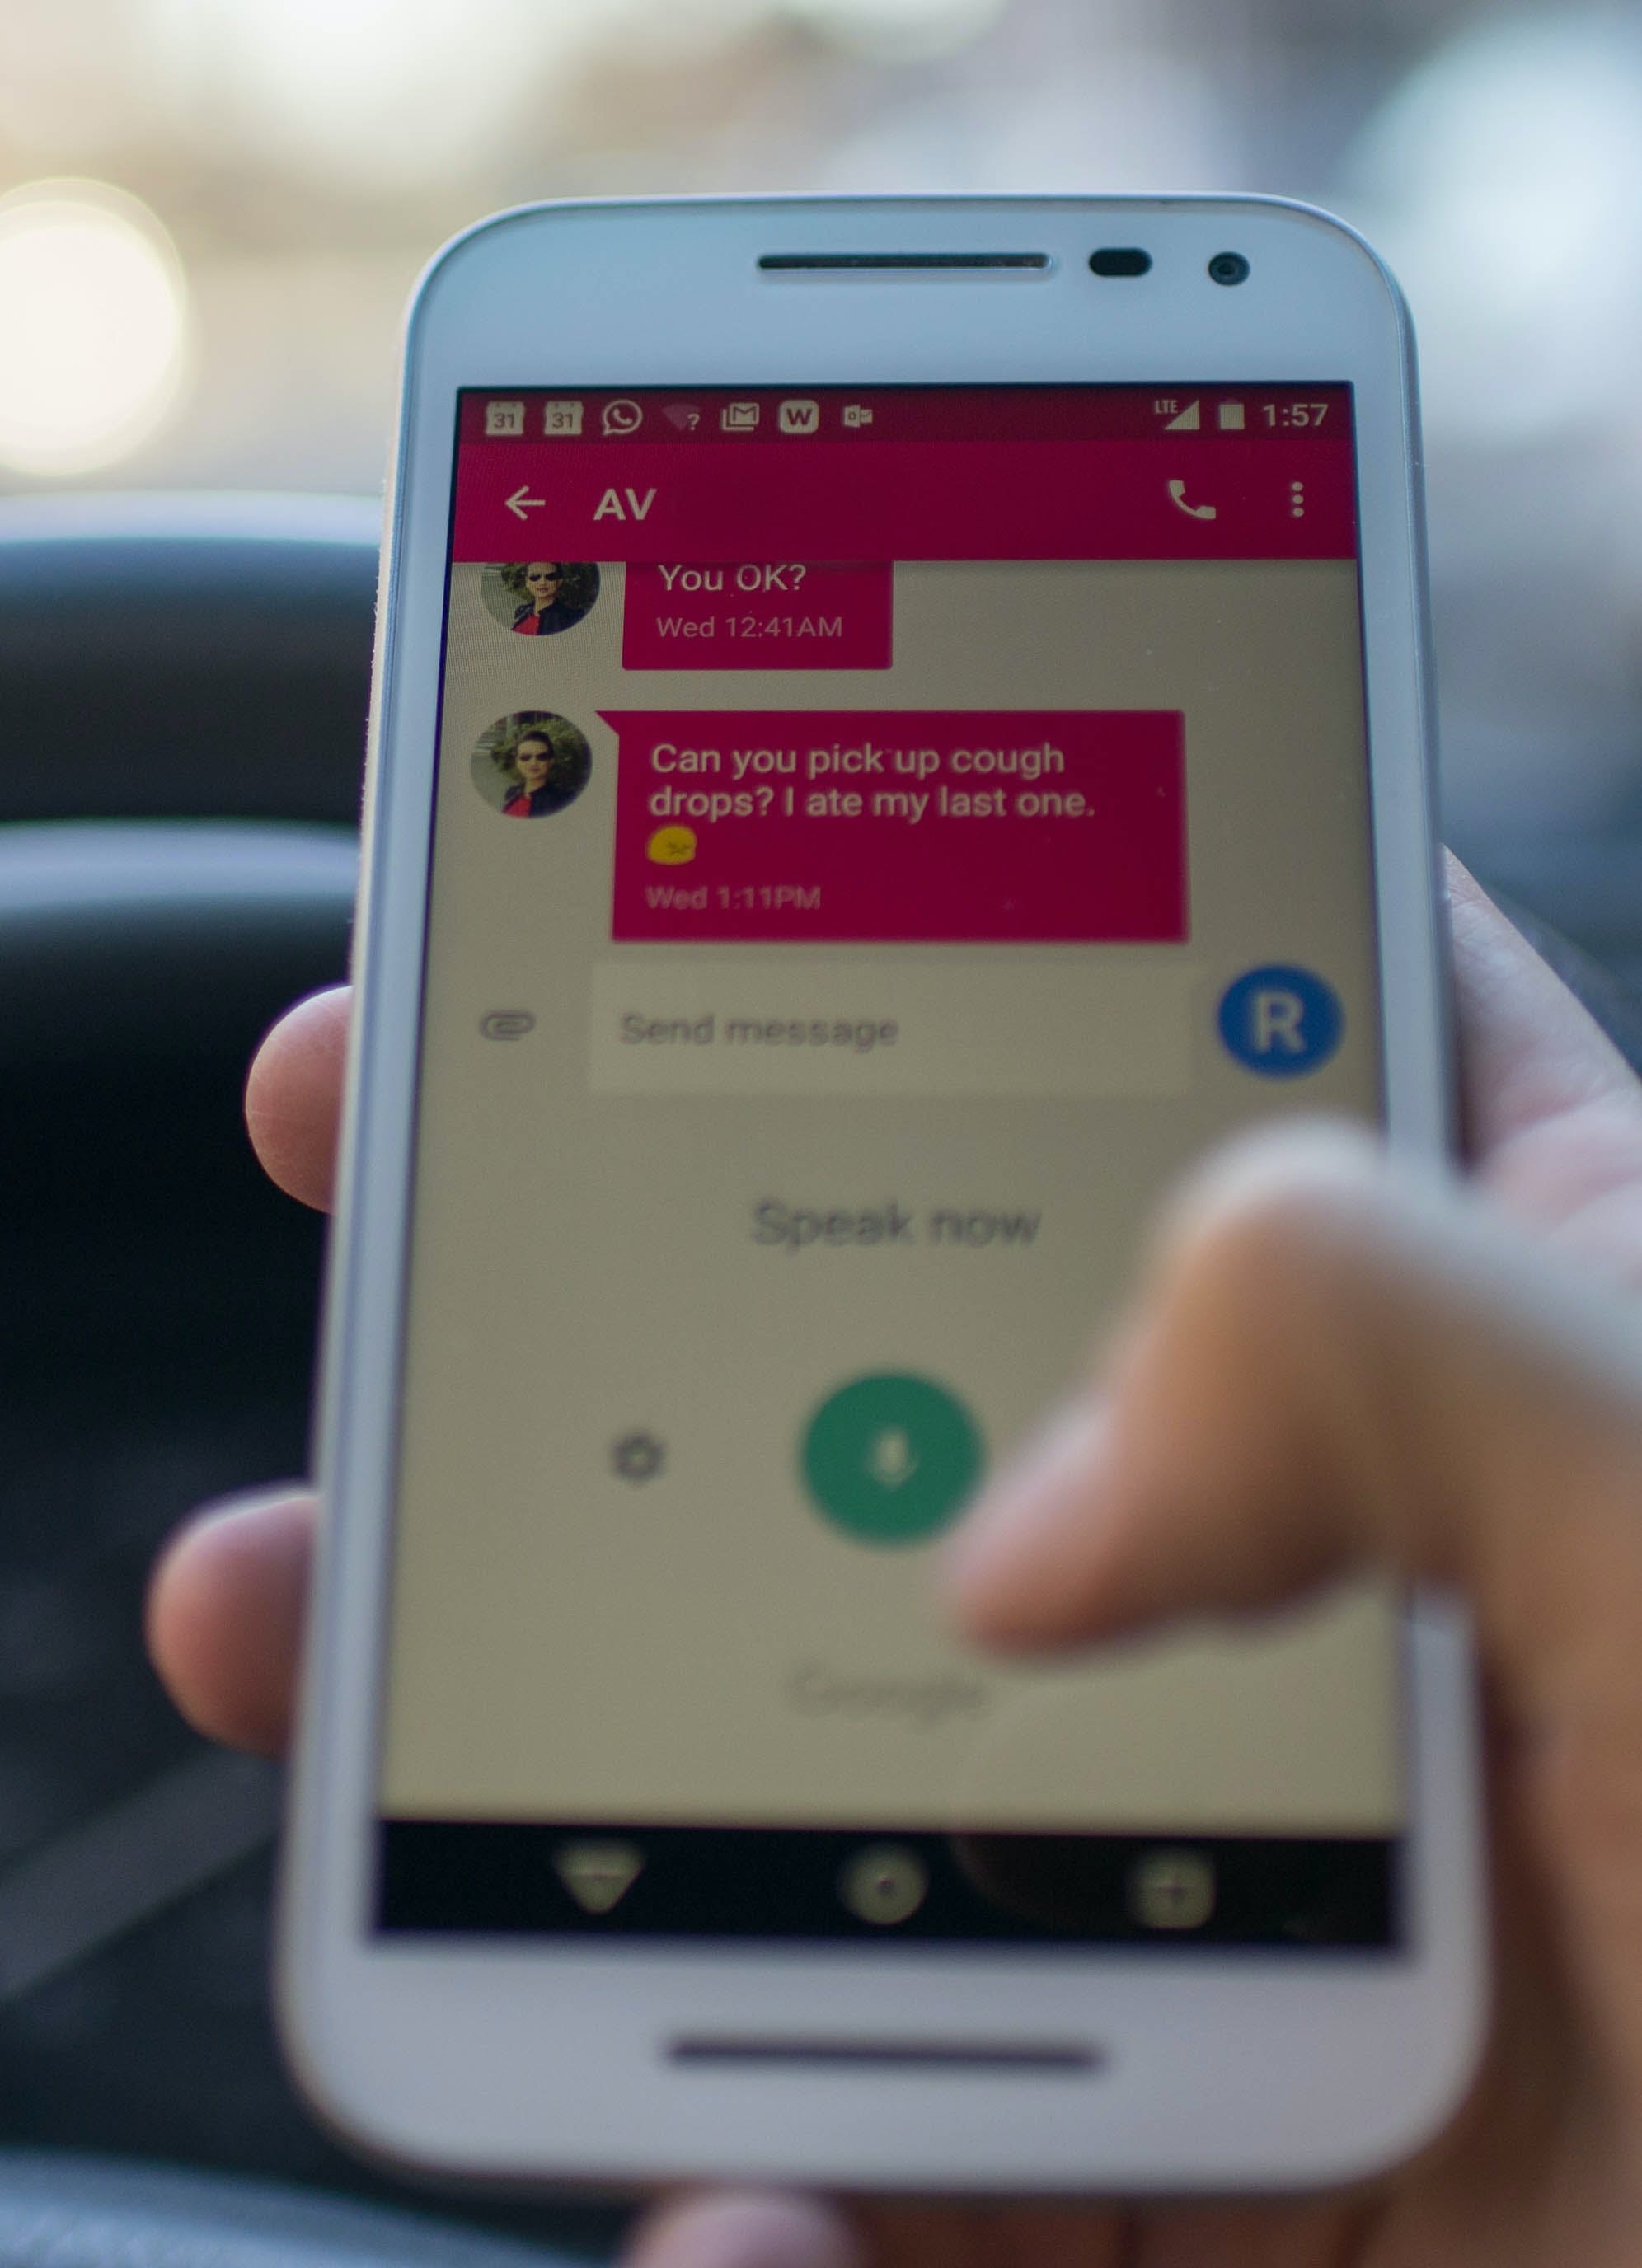 31 31 ? W LTE 1:57
AV
You OK?
Wed 12:41AM
Can you pick up cough
drops? I ate my last one.
Wed 1:11PM
Send message R
Speak now
Google